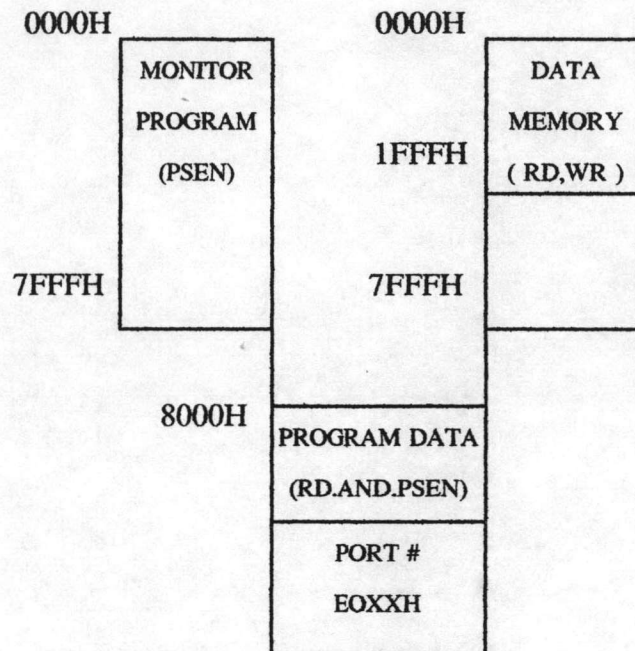 0000H
MONITOR
PROGRAM
(PSEN)
7FFFH
0000H
DATA
MEMORY
( RD,WR )
1FFFH
7FFFH
8000H
PROGRAM DATA
(RD.AND.PSEN)
PORT #
EOXXH